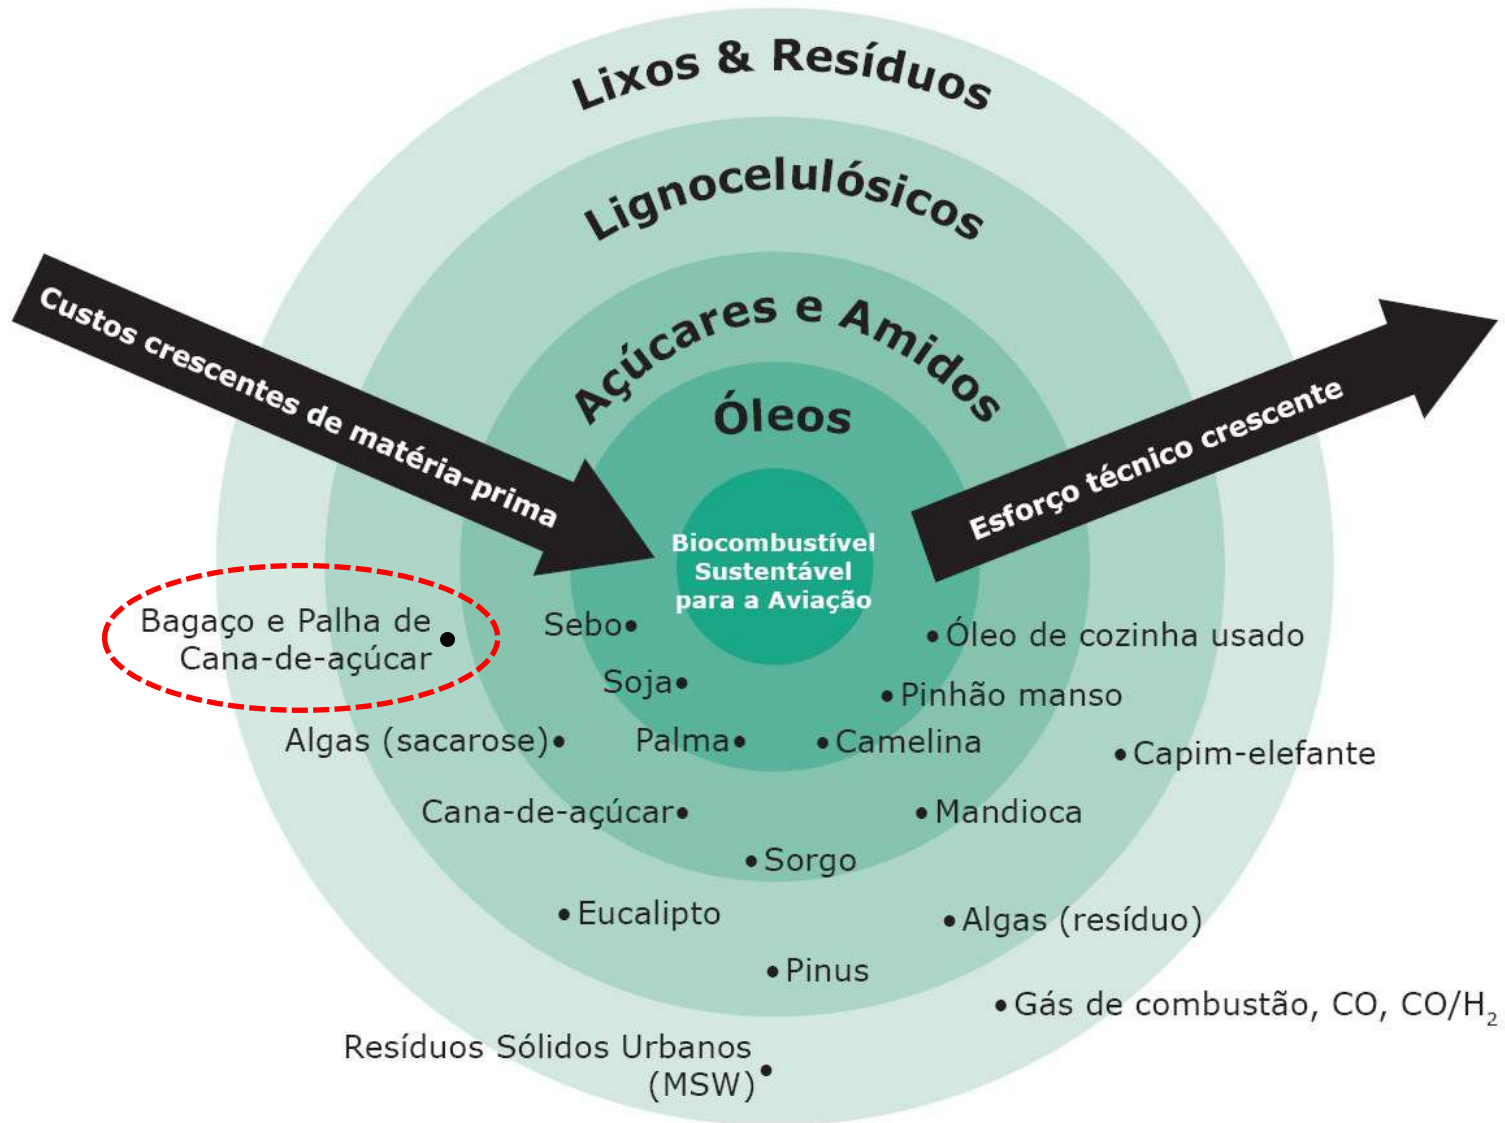 Lixos & Resíduos
Lignocelulósicos
Açúcares e Amidos
Óleos
Custos crescentes de matéria-prima
Esforço técnico crescente
Biocombustível
Sustentável
para a Aviação
Bagaço e Palha de
Cana-de-açúcar
Sebo
Óleo de cozinha usado
Soja
Pinhão manso
Algas (sacarose)
Palma
Camelina
Capim-elefante
Cana-de-açúcar
Mandioca
Sorgo
Eucalipto
Algas (resíduo)
Pinus
Gás de combustão, CO, CO/H₂
Resíduos Sólidos Urbanos
(MSW)